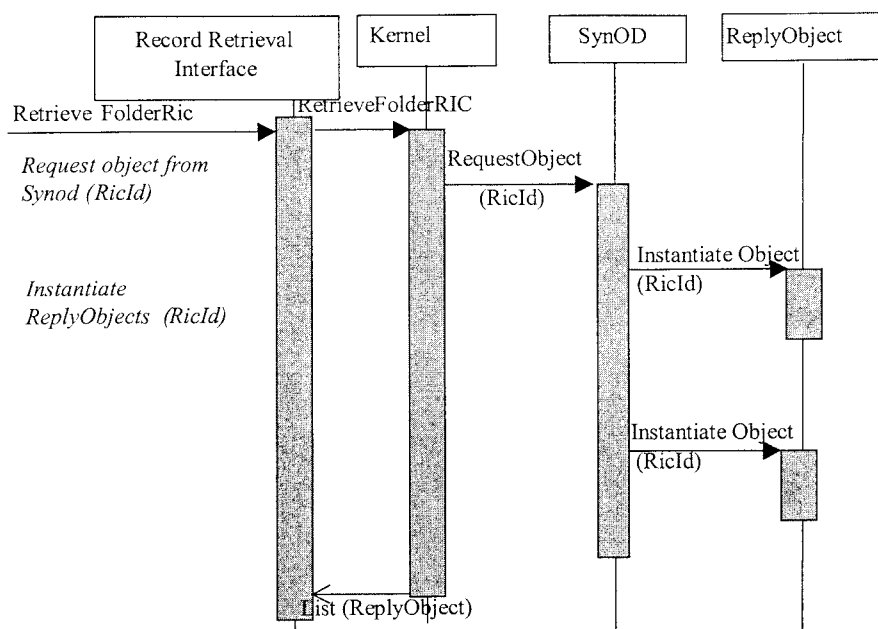 Record Retrieval
Interface
Kernel
SynOD
ReplyObject
Retrieve FolderRic
RetrieveFolderRIC
Request object from
Synod (RicId)
RequestObject
(RicId)
Instantiate Object
(RicId)
Instantiate
ReplyObjects (RicId)
Instantiate Object
(RicId)
List (ReplyObject)